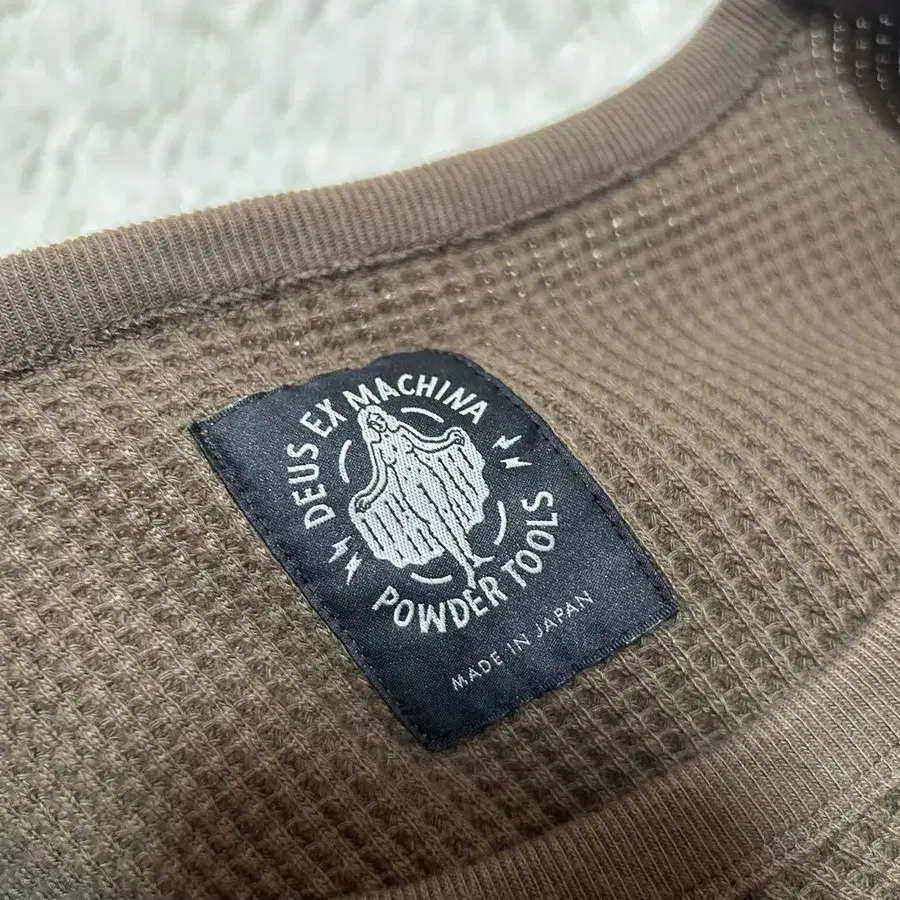 DEUS EX MACHINA
POWDER TOOLS
MADE IN JAPAN